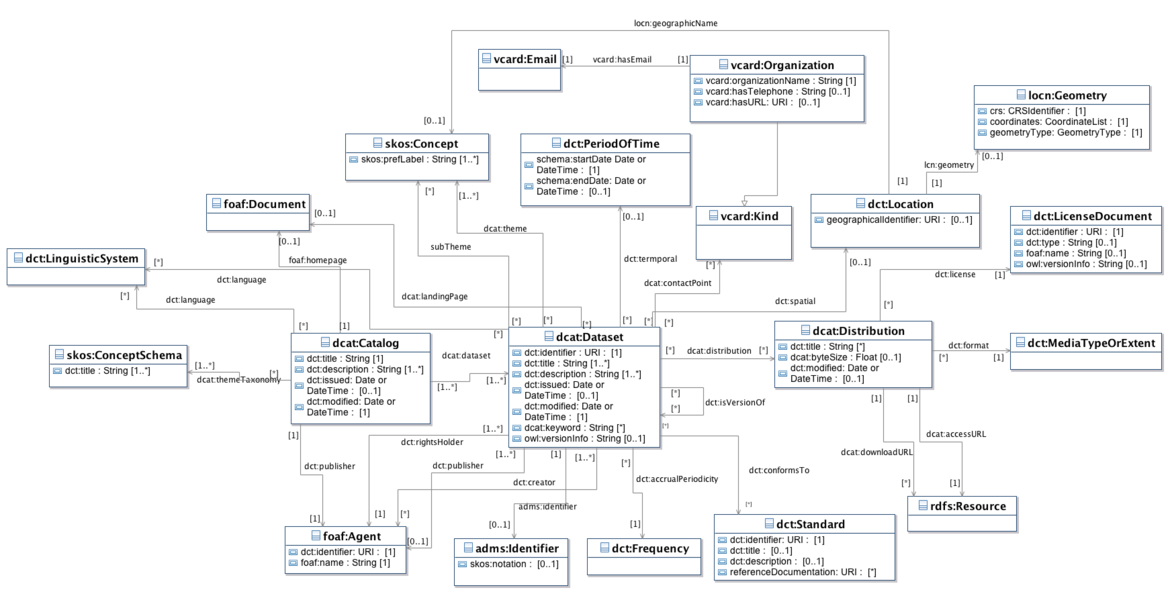 locn:geographicName
vcard:Email
[1]
vcard:hasEmail
[1]
vcard:Organization
vcard:organizationName : String [1]
vcard:hasTelephone : String [0..1]
vcard:hasURL: URI : [0..1]
locn:Geometry
crs: CRSIdentifier : [1]
coordinates: CoordinateList : [1]
geometryType: GeometryType : [1]
[0..1]
skos:Concept
skos:prefLabel : String [1..*]
dct:PeriodOfTime
schema:startDate Date or
DateTime : [1]
schema:endDate: Date or
DateTime : [0..1]
[0..1]
lcn:geometry
[1]
[1]
[*]
[1..*]
foaf:Document
[0..1]
[0..1]
vcard:Kind
dct:Location
geographicalIdentifier: URI : [0..1]
dct:LicenseDocument
dct:identifier : URI : [1]
dct:type : String [0..1]
foaf:name : String [0..1]
owl:versionInfo : String [0..1]
[0..1]
dcat:theme
subTheme
dct:LinguisticSystem
[*]
foaf:homepage
dct:termporal
[*]
[0..1]
dct:license
[1]
dct:language
dcat:contactPoint
[*]
dct:language
dcat:landingPage
dct:spatial
[*]
[*]
[1]
[*]
[*]
[*]
[*]
[*]
[*]
[*]
dcat:Catalog
dct:title : String [1]
dct:description : String [1..*]
dct:issued: Date or
DateTime : [0..1]
dct:modified: Date or
DateTime : [1]
dcat:Dataset
dct:identifier : URI : [1]
dct:title : String [1..*]
dct:description : String [1..*]
dct:issued: Date or
DateTime : [0..1]
dct:modified: Date or
DateTime : [1]
dcat:keyword : String [*]
owl:versionInfo : String [0..1]
dcat:Distribution
dct:title : String [*]
dcat:byteSize : Float [0..1]
dct:modified: Date or
DateTime : [0..1]
dct:MediaTypeOrExtent
skos:ConceptSchema
dct:title : String [1..*]
[1..*]
dcat:themeTaxonomy
[*]
dcat:dataset
[1..*]
[1..*]
[*]
dcat:distribution
[*]
[*]
dct:format
[1]
[*]
dct:isVersionOf
[*]
[*]
[1]
[1]
[1]
dct:rightsHolder
[1..*]
[1..*]
[1]
[1..*]
[*]
dcat:accessURL
dcat:downloadURL
dct:publisher
dct:publisher
dct:creator
dct:accrualPeriodicity
dct:conformsTo
[*]
[1]
adms:identifier
[*]
[1]
[1]
[*]
[0..1]
[1]
rdfs:Resource
foaf:Agent
dct:identifier: URI : [1]
foaf:name : String [1]
[0..1]
adms:Identifier
skos:notation : [0..1]
dct:Frequency
dct:Standard
dct:identifier: URI : [1]
dct:title : [0..1]
dct:description : [0..1]
referenceDocumentation: URI : [*]